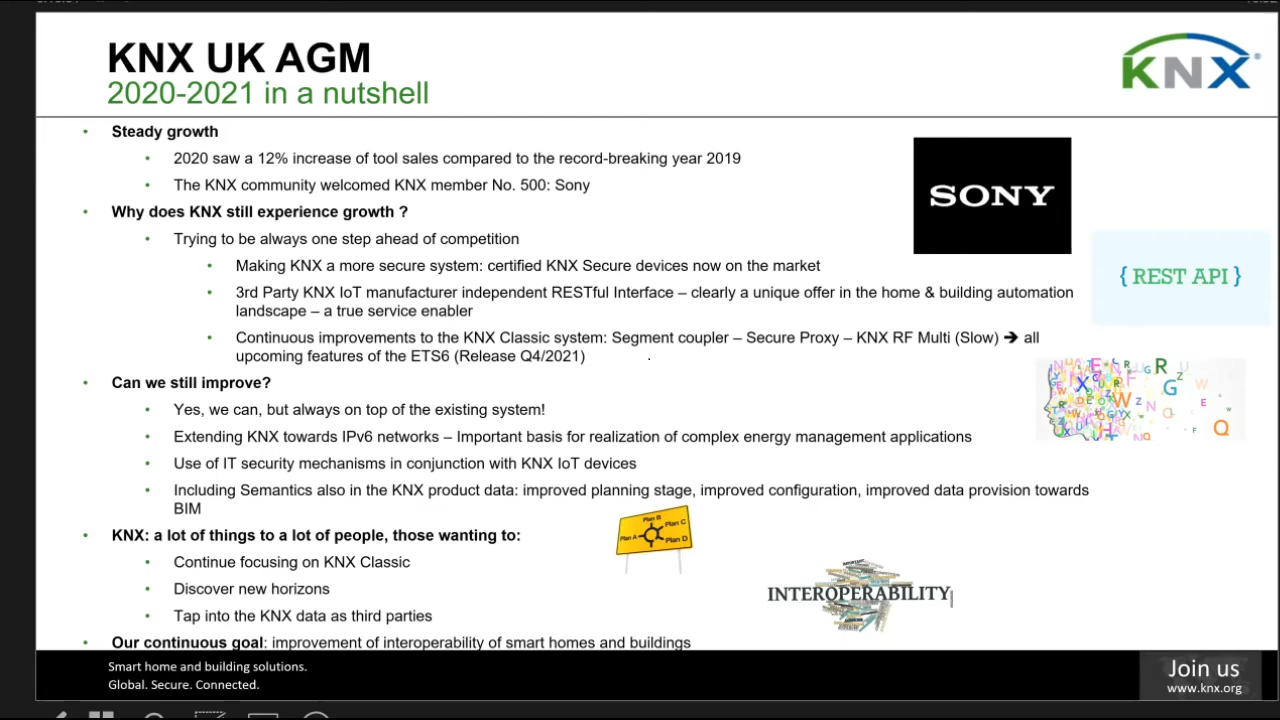 KNX UK AGM
2020-2021 in a nutshell
KNX
• Steady growth
• 2020 saw a 12% increase of tool sales compared to the record-breaking year 2019
• The KNX community welcomed KNX member No. 500: Sony
SONY
• Why does KNX still experience growth ?
• Trying to be always one step ahead of competition
• Making KNX a more secure system: certified KNX Secure devices now on the market
• 3rd Party KNX IoT manufacturer independent RESTful Interface – clearly a unique offer in the home & building automation
landscape – a true service enabler
{ REST API }
• Continuous improvements to the KNX Classic system: Segment coupler – Secure Proxy – KNX RF Multi (Slow) ➔ all
upcoming features of the ETS6 (Release Q4/2021)
• Can we still improve?
• Yes, we can, but always on top of the existing system!
• Extending KNX towards IPv6 networks – Important basis for realization of complex energy management applications
• Use of IT security mechanisms in conjunction with KNX IoT devices
• Including Semantics also in the KNX product data: improved planning stage, improved configuration, improved data provision towards
BIM
• KNX: a lot of things to a lot of people, those wanting to:
Plan B
Plan C
Plan A
Plan D
• Continue focusing on KNX Classic
• Discover new horizons
• Tap into the KNX data as third parties
INTEROPERABILITY
• Our continuous goal: improvement of interoperability of smart homes and buildings
Smart home and building solutions.
Global. Secure. Connected.
Join us
www.knx.org